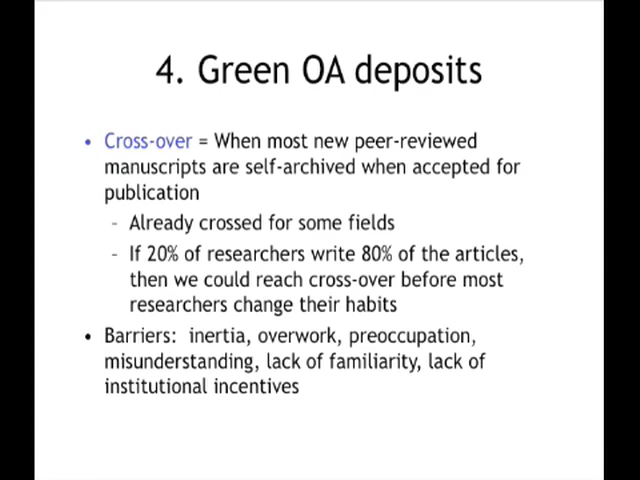 4. Green OA deposits
• Cross-over = When most new peer-reviewed
manuscripts are self-archived when accepted for
publication
– Already crossed for some fields
– If 20% of researchers write 80% of the articles,
then we could reach cross-over before most
researchers change their habits
• Barriers: inertia, overwork, preoccupation,
misunderstanding, lack of familiarity, lack of
institutional incentives